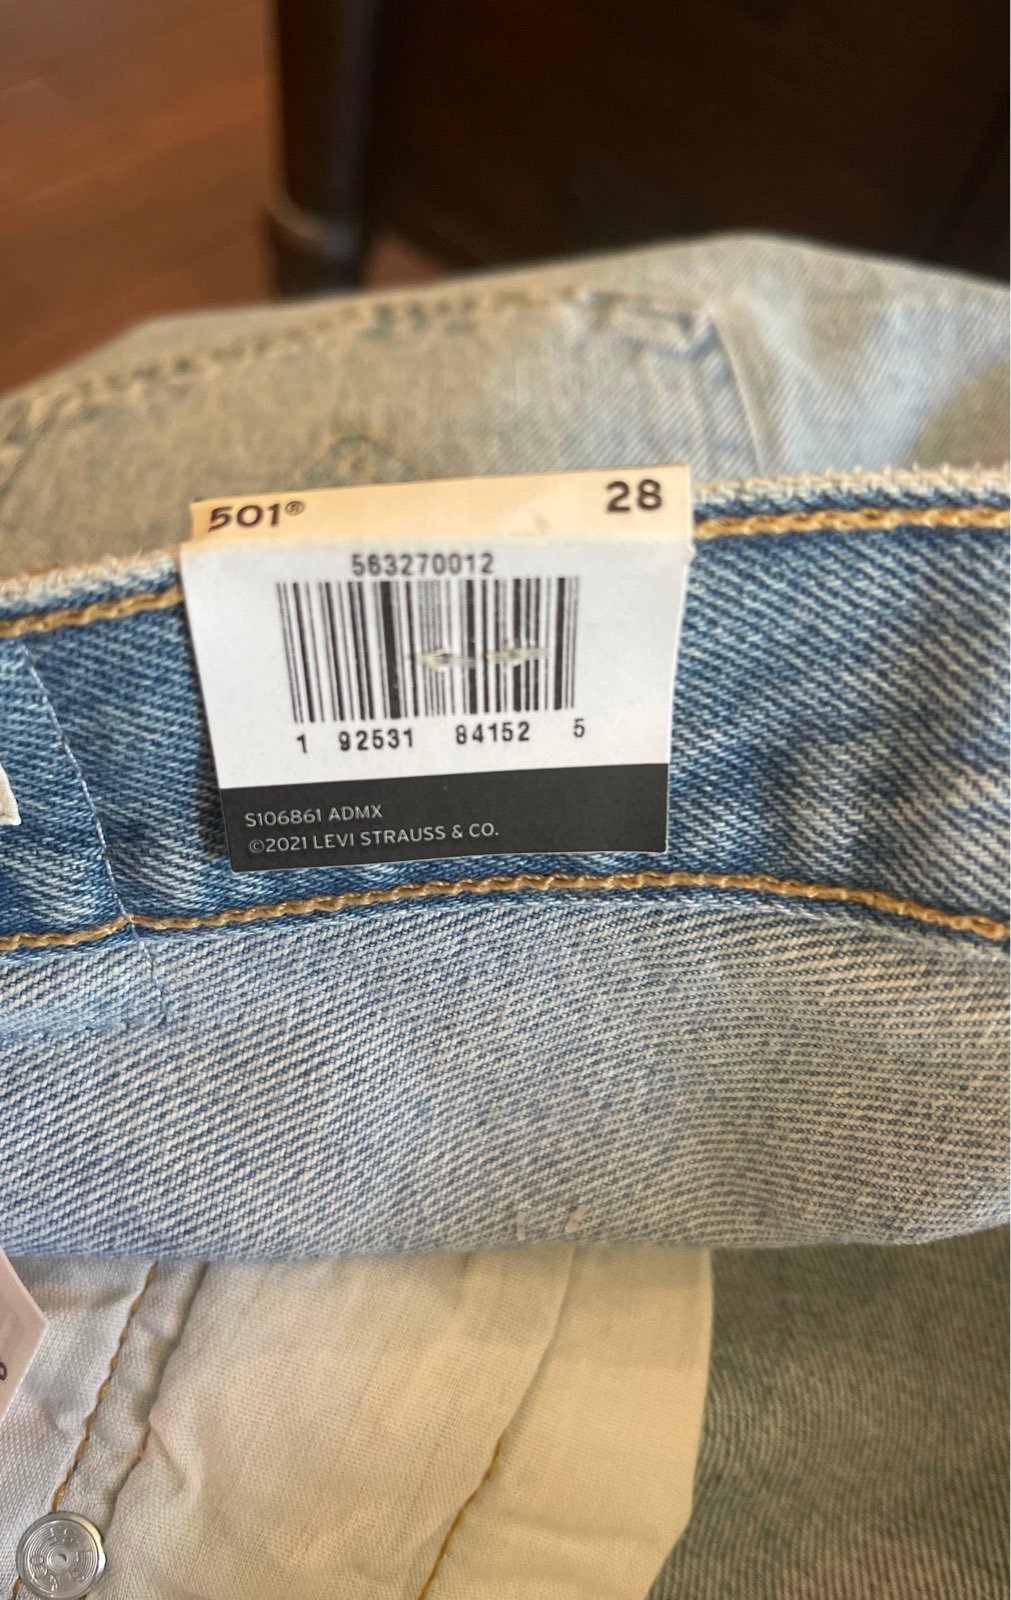 501® 28
563270012
1 92531 84152 5
S106861 ADMX
©2021 LEVI STRAUSS & CO.